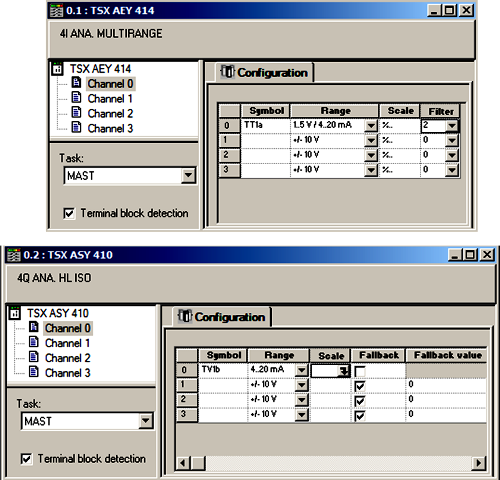 0.1 : TSX AEY 414
4I ANA. MULTIRANGE
TSX AEY 414
Channel 0
Channel 1
Channel 2
Channel 3
Task:
MAST
Terminal block detection
Configuration
Symbol Range Scale Filter
0 TT1a 1..5 V / 4..20 mA %.. 2
1 +/- 10 V %.. 0
2 +/- 10 V %.. 0
3 +/- 10 V %.. 0
0.2 : TSX ASY 410
4Q ANA. HL ISO
TSX ASY 410
Channel 0
Channel 1
Channel 2
Channel 3
Task:
MAST
Terminal block detection
Configuration
Symbol Range Scale Fallback Fallback value
0 TV1b 4..20 mA
1 +/- 10 V 0
2 +/- 10 V 0
3 +/- 10 V 0